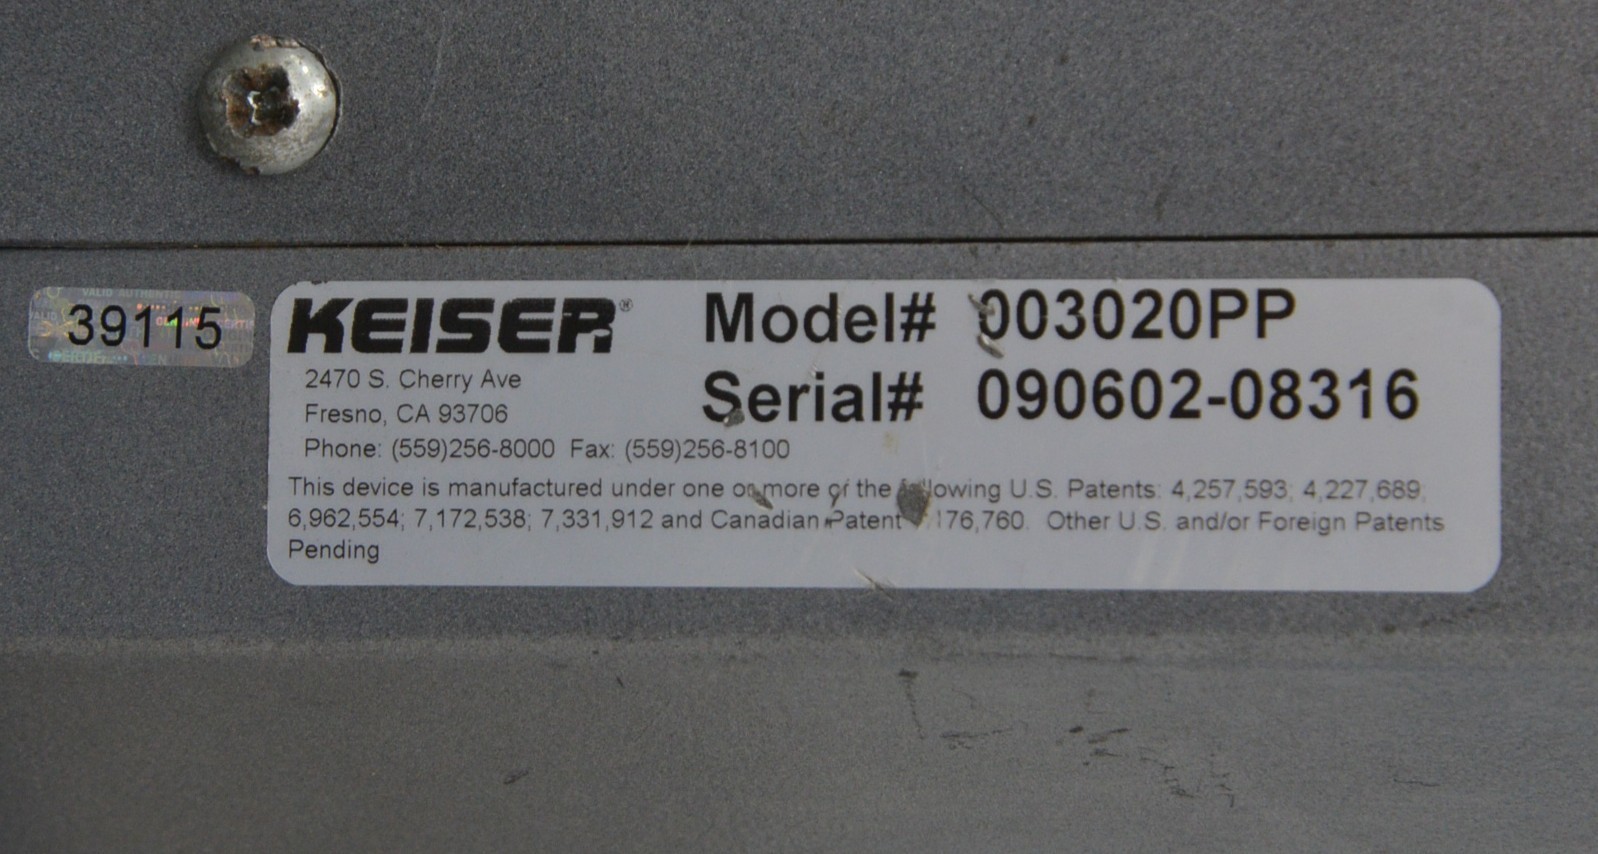 39115
KEISER®
Model# 003020PP
Serial# 090602-08316
2470 S. Cherry Ave
Fresno, CA 93706
Phone: (559)256-8000 Fax: (559)256-8100
This device is manufactured under one or more of the following U.S. Patents: 4,257,593; 4,227,689;
6,962,554; 7,172,538; 7,331,912 and Canadian Patent 176,760. Other U.S. and/or Foreign Patents
Pending